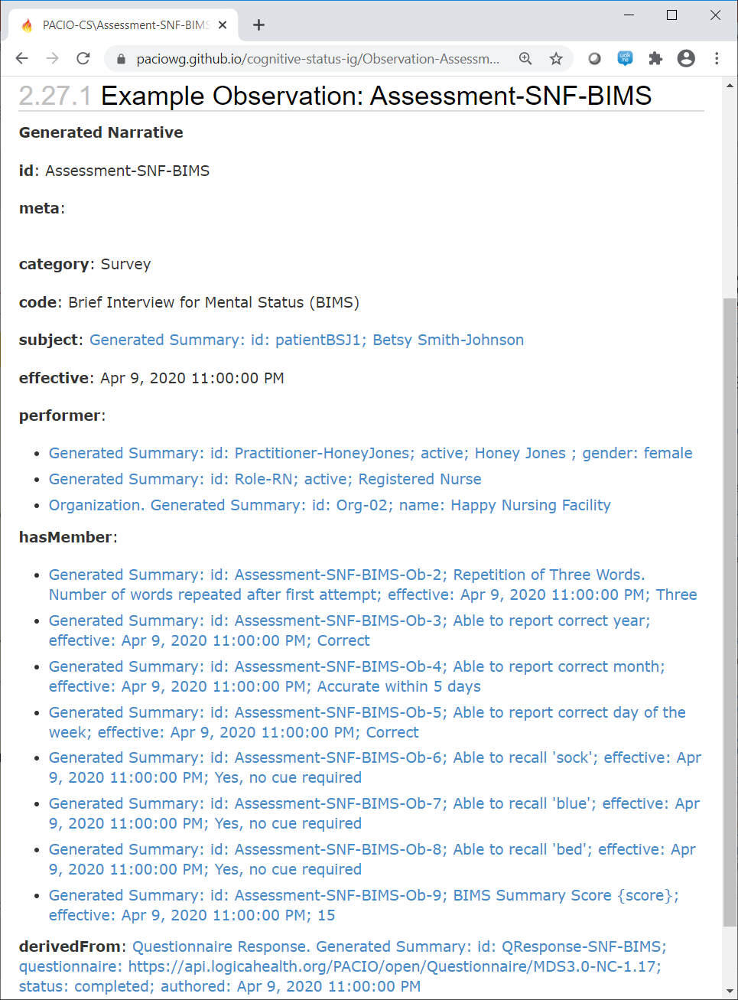 PACIO-CS\Assessment-SNF-BIMS
paciowg.github.io/cognitive-status-ig/Observation-Assessm...
2.27.1 Example Observation: Assessment-SNF-BIMS
Generated Narrative
id: Assessment-SNF-BIMS
meta:
category: Survey
code: Brief Interview for Mental Status (BIMS)
subject: Generated Summary: id: patientBSJ1; Betsy Smith-Johnson
effective: Apr 9, 2020 11:00:00 PM
performer:
• Generated Summary: id: Practitioner-HoneyJones; active; Honey Jones ; gender: female
• Generated Summary: id: Role-RN; active; Registered Nurse
• Organization. Generated Summary: id: Org-02; name: Happy Nursing Facility
hasMember:
• Generated Summary: id: Assessment-SNF-BIMS-Ob-2; Repetition of Three Words.
Number of words repeated after first attempt; effective: Apr 9, 2020 11:00:00 PM; Three
• Generated Summary: id: Assessment-SNF-BIMS-Ob-3; Able to report correct year;
effective: Apr 9, 2020 11:00:00 PM; Correct
• Generated Summary: id: Assessment-SNF-BIMS-Ob-4; Able to report correct month;
effective: Apr 9, 2020 11:00:00 PM; Accurate within 5 days
• Generated Summary: id: Assessment-SNF-BIMS-Ob-5; Able to report correct day of the
week; effective: Apr 9, 2020 11:00:00 PM; Correct
• Generated Summary: id: Assessment-SNF-BIMS-Ob-6; Able to recall 'sock'; effective: Apr
9, 2020 11:00:00 PM; Yes, no cue required
• Generated Summary: id: Assessment-SNF-BIMS-Ob-7; Able to recall 'blue'; effective: Apr
9, 2020 11:00:00 PM; Yes, no cue required
• Generated Summary: id: Assessment-SNF-BIMS-Ob-8; Able to recall 'bed'; effective: Apr
9, 2020 11:00:00 PM; Yes, no cue required
• Generated Summary: id: Assessment-SNF-BIMS-Ob-9; BIMS Summary Score {score};
effective: Apr 9, 2020 11:00:00 PM; 15
derivedFrom: Questionnaire Response. Generated Summary: id: QResponse-SNF-BIMS;
questionnaire: https://api.logicahealth.org/PACIO/open/Questionnaire/MDS3.0-NC-1.17;
status: completed; authored: Apr 9, 2020 11:00:00 PM